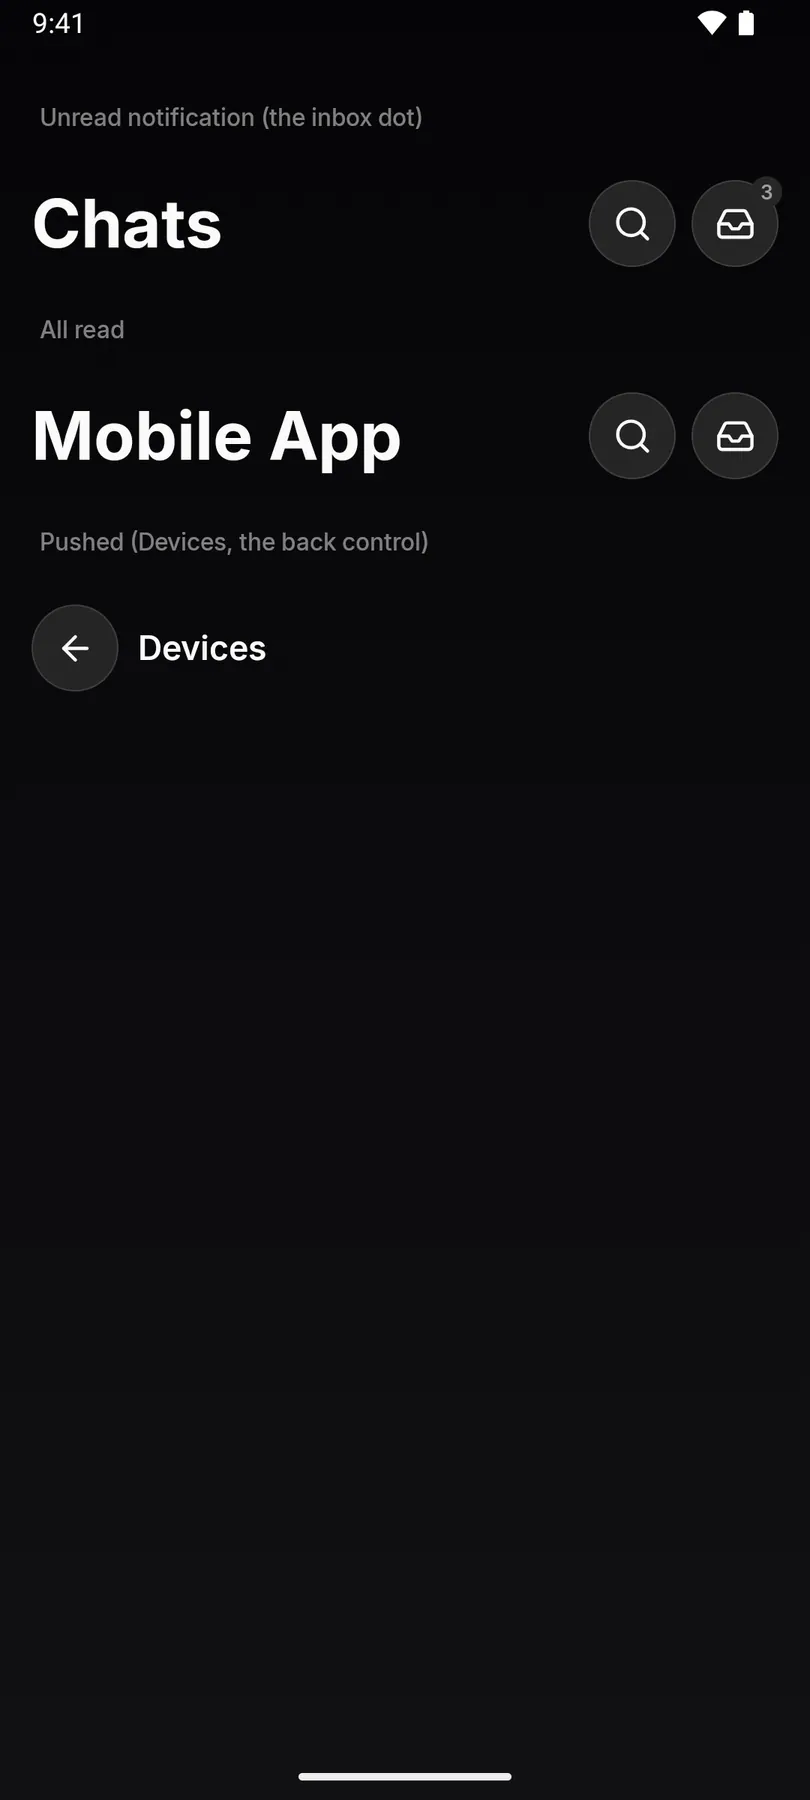 9:41
Unread notification (the inbox dot)
Chats
3
All read
Mobile App
Pushed (Devices, the back control)
Devices